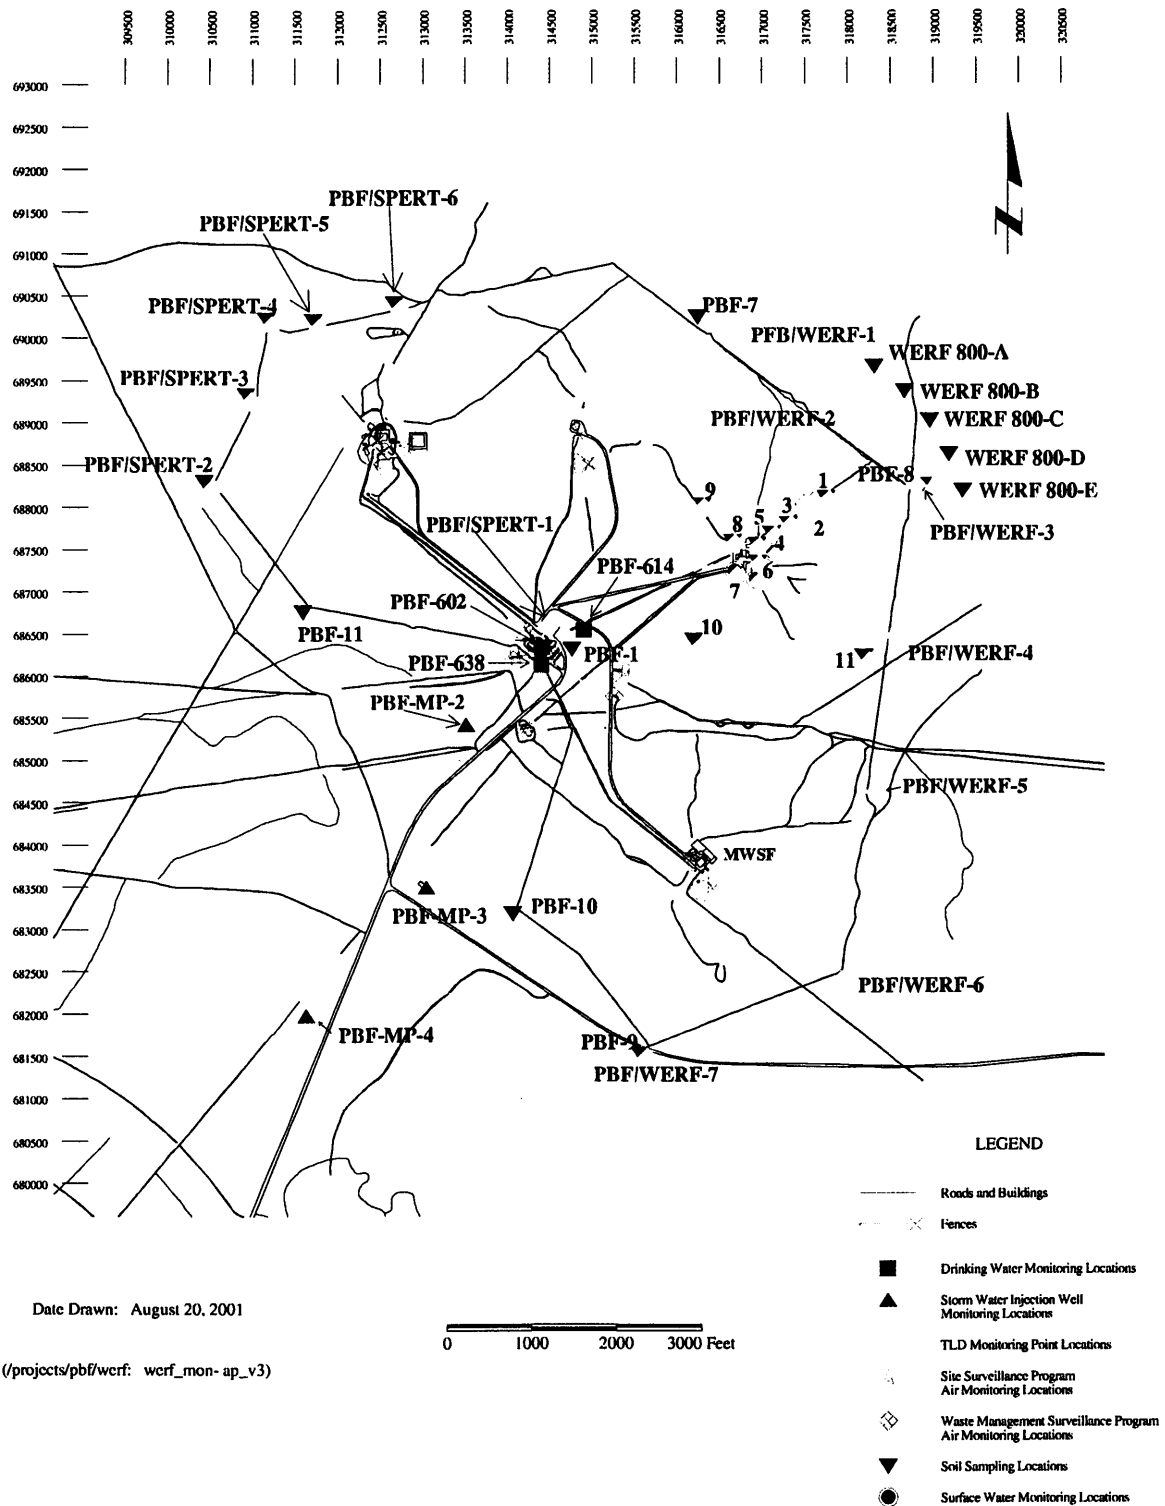 309500
310000
310500
311000
311500
312000
312500
313000
313500
314000
314500
315000
315500
316000
316500
317000
317500
318000
318500
319000
319500
320000
320500
693000
692500
692000
691500
691000
690500
690000
689500
689000
688500
688000
687500
687000
686500
686000
685500
685000
684500
684000
683500
683000
682500
682000
681500
681000
680500
680000
PBF/SPERT-6
PBF/SPERT-5
PBF/SPERT-4
PBF-7
PFB/WERF-1
WERF 800-A
PBF/SPERT-3
WERF 800-B
PBF/WERF-2
WERF 800-C
WERF 800-D
PBF/SPERT-2
PBF-8
1
9
WERF 800-E
3
5
PBF/SPERT-1
8
2
PBF/WERF-3
4
PBF-614
6
7
PBF-602
PBF-11
10
PBF-1
PBF-638
11
PBF/WERF-4
PBF-MP-2
PBF/WERF-5
MWSF
PBF-MP-3
PBF-10
PBF/WERF-6
PBF-MP-4
PBF-9
PBF/WERF-7
LEGEND
Roads and Buildings
Fences
Drinking Water Monitoring Locations
Storm Water Injection Well
Monitoring Locations
TLD Monitoring Point Locations
Site Surveillance Program
Air Monitoring Locations
Waste Management Surveillance Program
Air Monitoring Locations
Soil Sampling Locations
Surface Water Monitoring Locations
Date Drawn: August 20, 2001
0 1000 2000 3000 Feet
(/projects/pbf/werf: werf_mon- ap_v3)